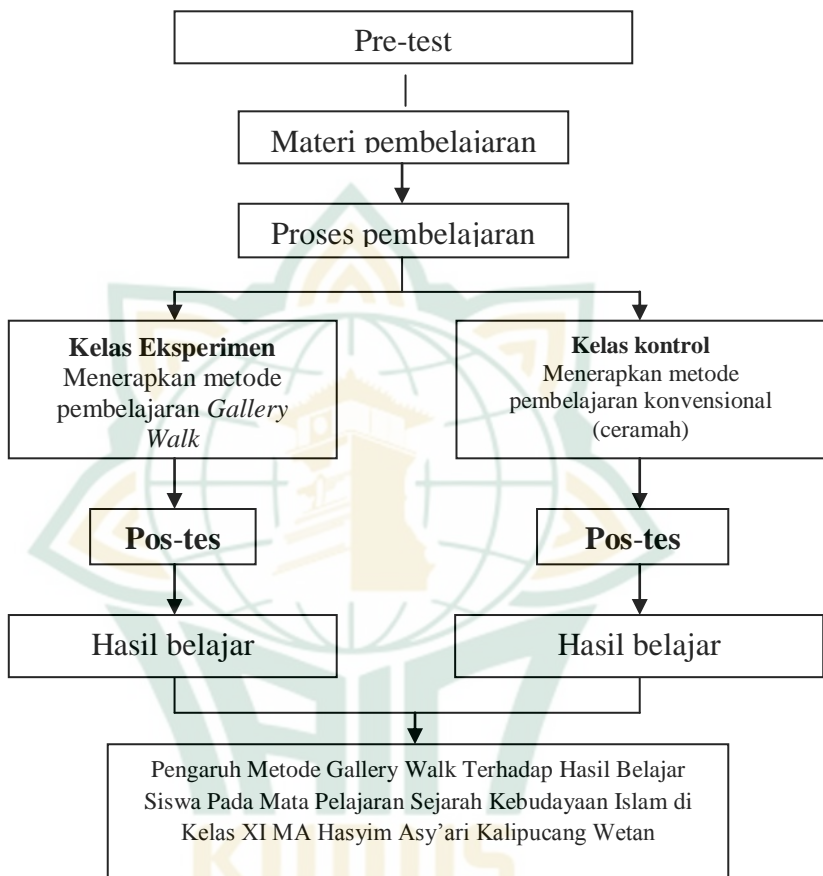 Pre-test
Materi pembelajaran
Proses pembelajaran
Kelas Eksperimen
Menerapkan metode
pembelajaran Gallery
Walk
Kelas kontrol
Menerapkan metode
pembelajaran konvensional
(ceramah)
Pos-tes
Pos-tes
Hasil belajar
Hasil belajar
Pengaruh Metode Gallery Walk Terhadap Hasil Belajar
Siswa Pada Mata Pelajaran Sejarah Kebudayaan Islam di
Kelas XI MA Hasyim Asy’ari Kalipucang Wetan
IAIN
KUDUS